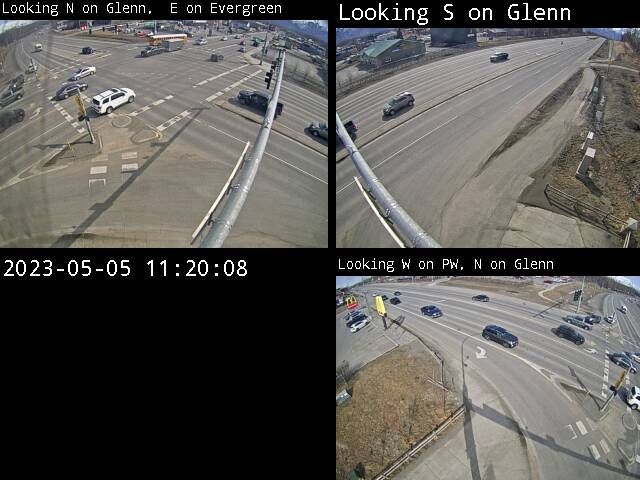 Looking N on Glenn,  E on Evergreen
Looking S on Glenn
2023-05-05 11:20:08
Looking W on PW, N on Glenn